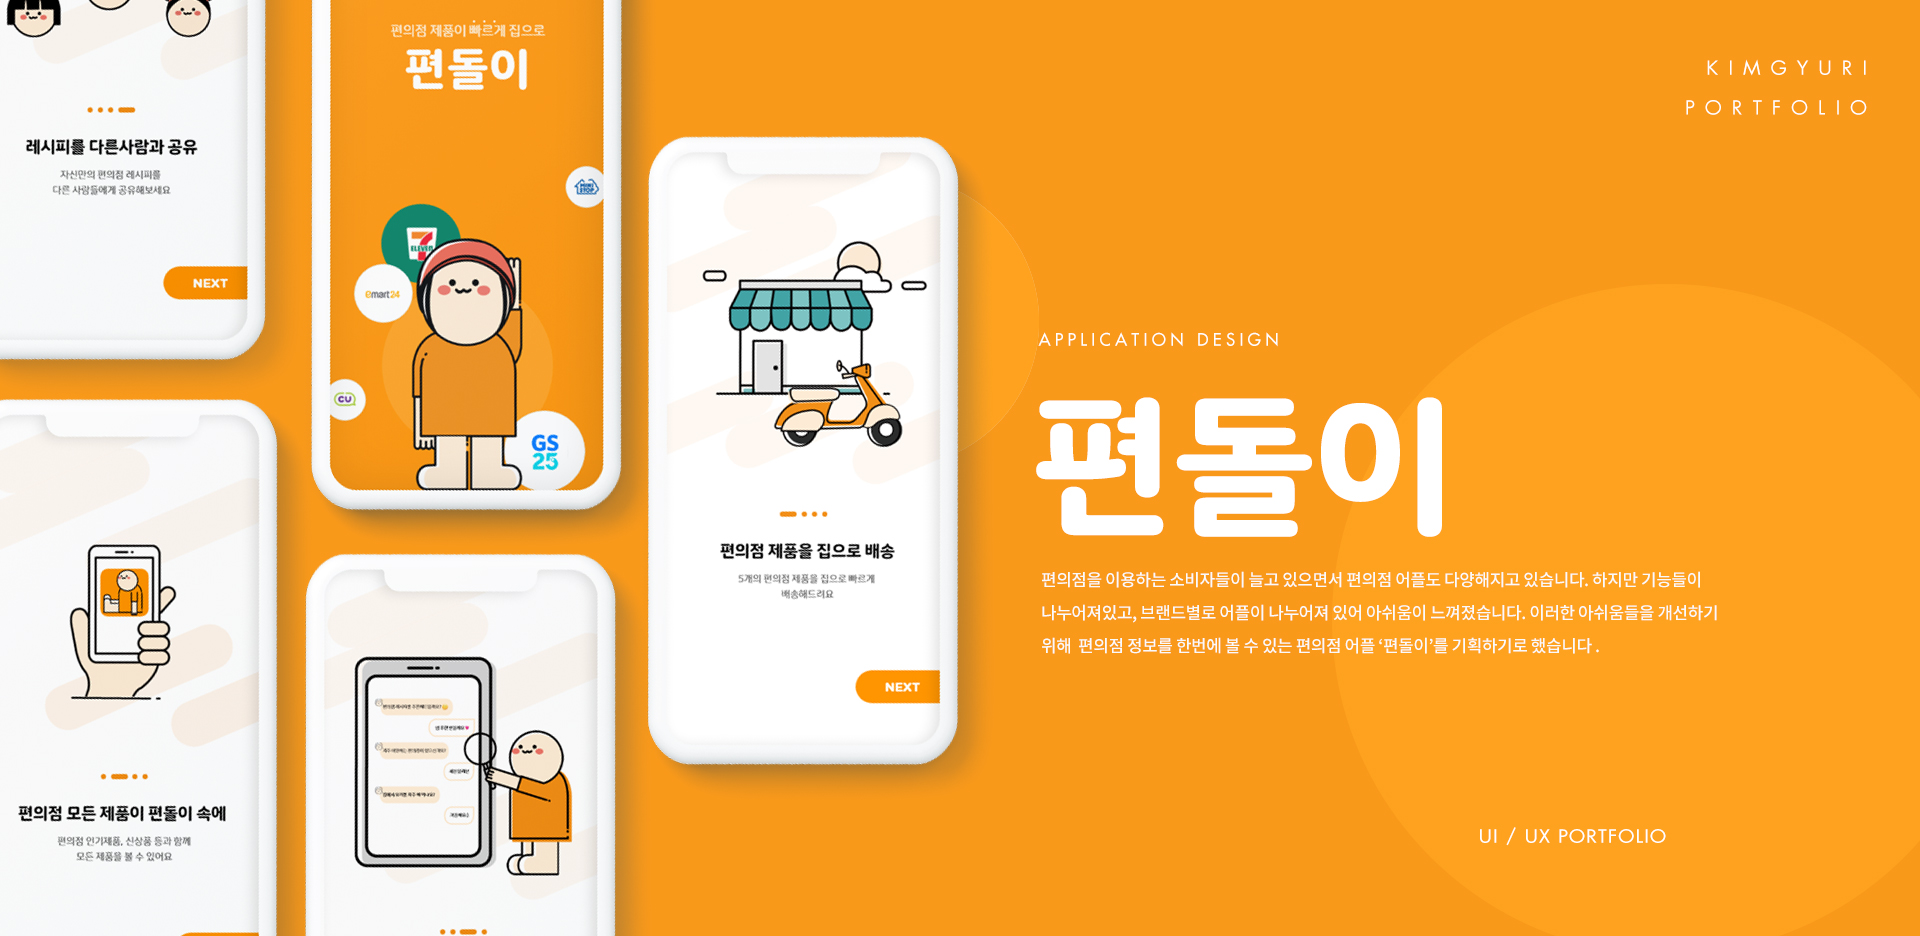 레시피를 다른사람과 공유
자신만의 편의점 레시피를
다른 사람들에게 공유해보세요
NEXT
편의점 제품이 빠르게 집으로
편돌이
MINI
STOP
7
ELEVEN
emart24
CU
GS
25
편의점 제품을 집으로 배송
5개의 편의점 제품을 집으로 빠르게
배송해드려요
NEXT
편의점 모든 제품이 편돌이 속에
편의점 인기제품, 신상품 등과 함께
모든 제품을 볼 수 있어요
KIMGYURI
PORTFOLIO
APPLICATION DESIGN
편돌이
편의점을 이용하는 소비자들이 늘고 있으면서 편의점 어플도 다양해지고 있습니다. 하지만 기능들이
나누어져있고, 브랜드별로 어플이 나누어져 있어 아쉬움이 느껴졌습니다. 이러한 아쉬움들을 개선하기
위해 편의점 정보를 한번에 볼 수 있는 편의점 어플 ‘편돌이’를 기획하기로 했습니다 .
UI / UX PORTFOLIO